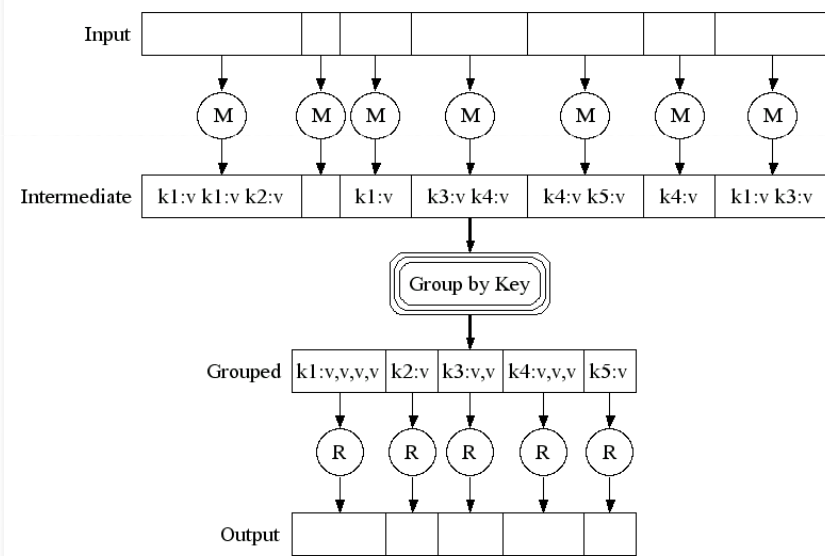 Input
M M M M M M M
Intermediate k1:v k1:v k2:v k1:v k3:v k4:v k4:v k5:v k4:v k1:v k3:v
Group by Key
Grouped k1:v,v,v,v k2:v k3:v,v k4:v,v,v k5:v
R R R R R
Output